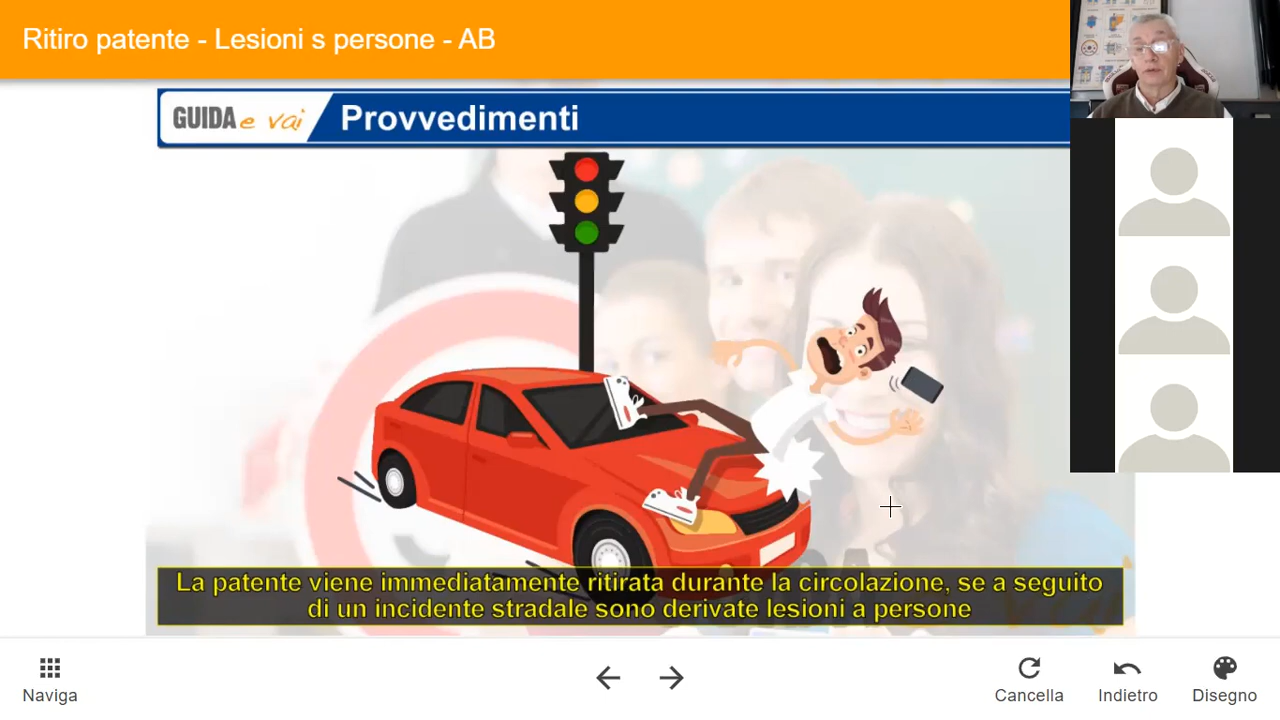 Ritiro patente - Lesioni s persone - AB
GUIDA e vai
Provvedimenti
La patente viene immediatamente ritirata durante la circolazione, se a seguito
di un incidente stradale sono derivate lesioni a persone
Naviga
Cancella
Indietro
Disegno